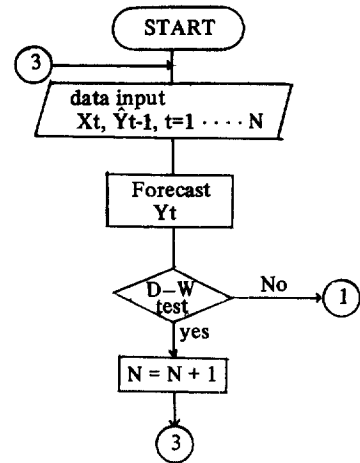 START
3
data input
Xt, Ŷt-1, t=1 ···· N
Forecast
Yt
D–W
test
No
1
yes
N = N + 1
3